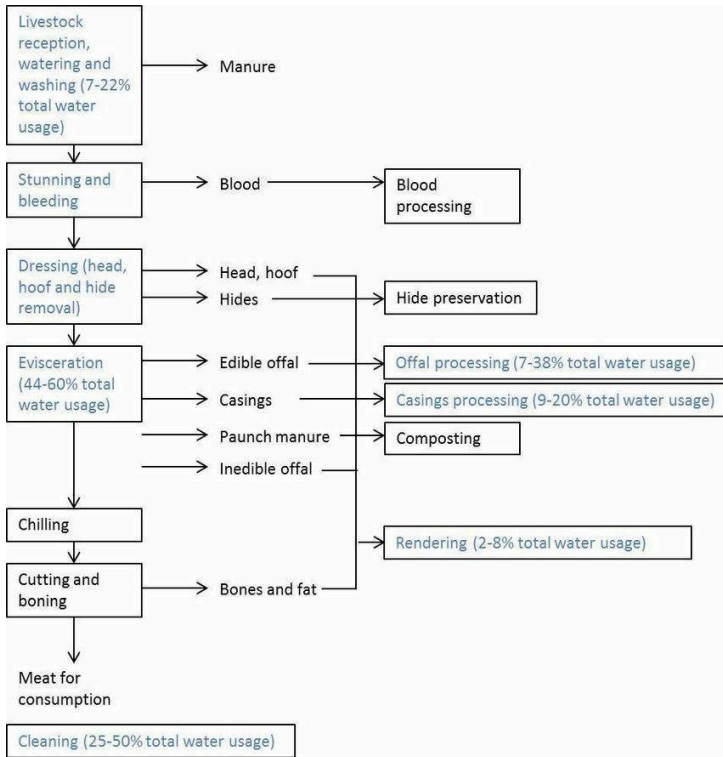 Livestock
reception,
watering and
washing (7-22%
total water
usage)
Manure
Stunning and
bleeding
Blood
Blood
processing
Dressing (head,
hoof and hide
removal)
Head, hoof
Hides
Hide preservation
Evisceration
(44-60% total
water usage)
Edible offal
Offal processing (7-38% total water usage)
Casings
Casings processing (9-20% total water usage)
Paunch manure
Composting
Inedible offal
Chilling
Rendering (2-8% total water usage)
Cutting and
boning
Bones and fat
Meat for
consumption
Cleaning (25-50% total water usage)